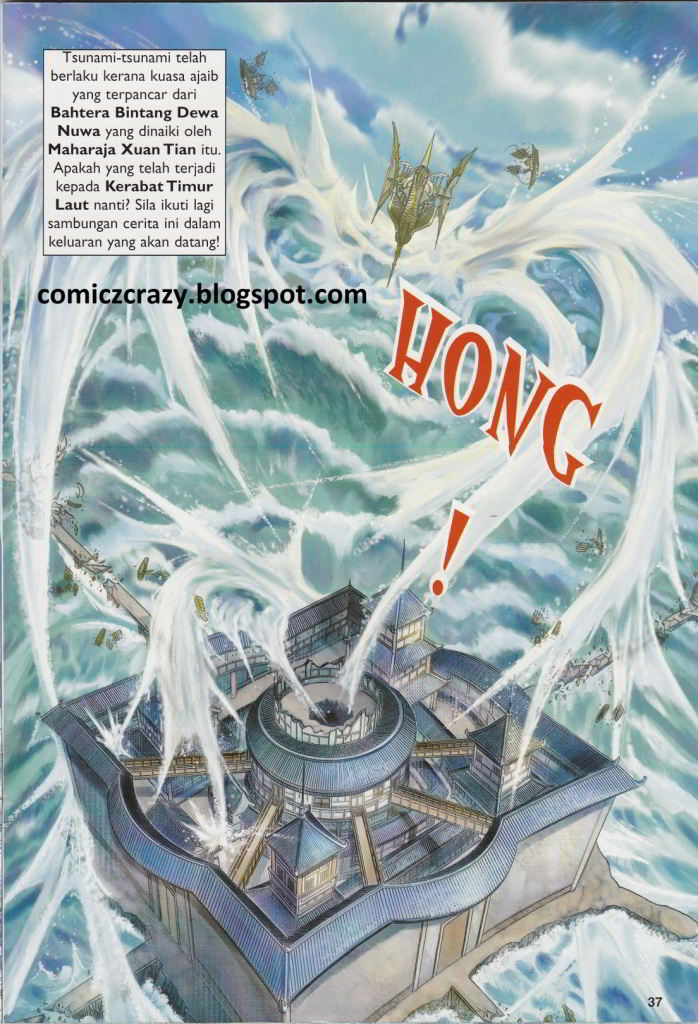 Tsunami-tsunami telah
berlaku kerana kuasa ajaib
yang terpancar dari
Bahtera Bintang Dewa
Nuwa yang dinaiki oleh
Maharaja Xuan Tian itu.
Apakah yang telah terjadi
kepada Kerabat Timur
Laut nanti? Sila ikuti lagi
sambungan cerita ini dalam
keluaran yang akan datang!
comiczcrazy.blogspot.com
HONG
!
37